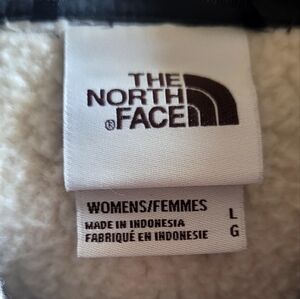 THE
NORTH
®FACE
WOMENS/FEMMES L
MADE IN INDONESIA
FABRIQUÉ EN INDONESIE G